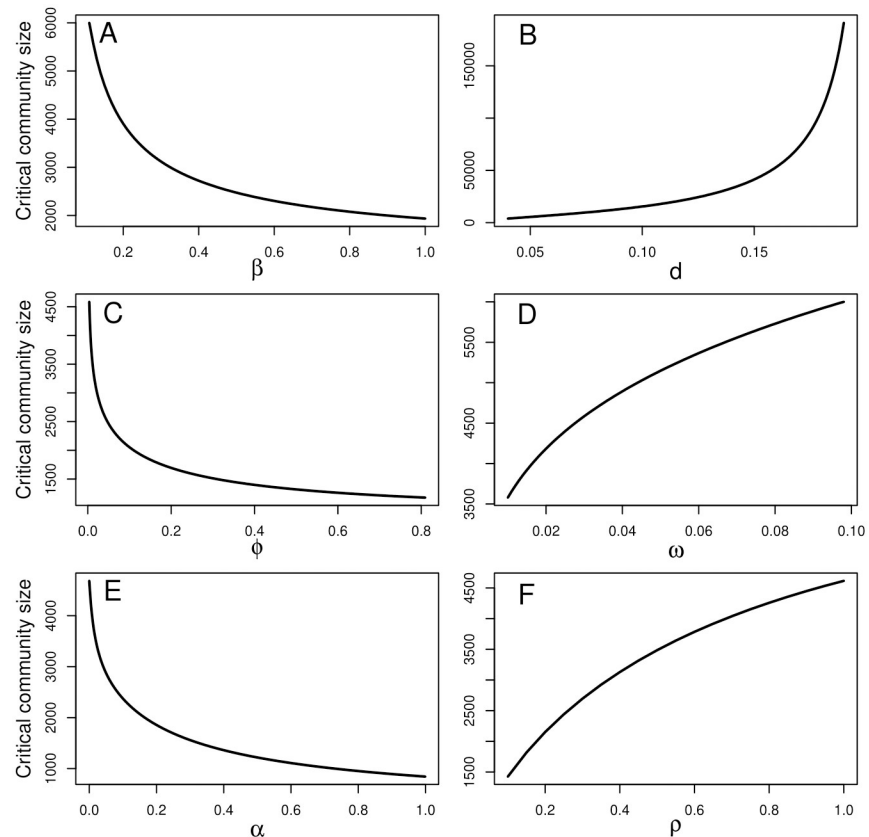 A
Critical community size
6000
5000
4000
3000
2000
0.2 0.4 0.6 0.8 1.0
β
B
150000
50000
0
0.05 0.10 0.15
d
C
Critical community size
4500
3500
2500
1500
0.0 0.2 0.4 0.6 0.8
ϕ
D
5500
4500
3500
0.02 0.04 0.06 0.08 0.10
ω
E
Critical community size
4000
3000
2000
1000
0.0 0.2 0.4 0.6 0.8 1.0
α
F
4500
3500
2500
1500
0.2 0.4 0.6 0.8 1.0
ρ